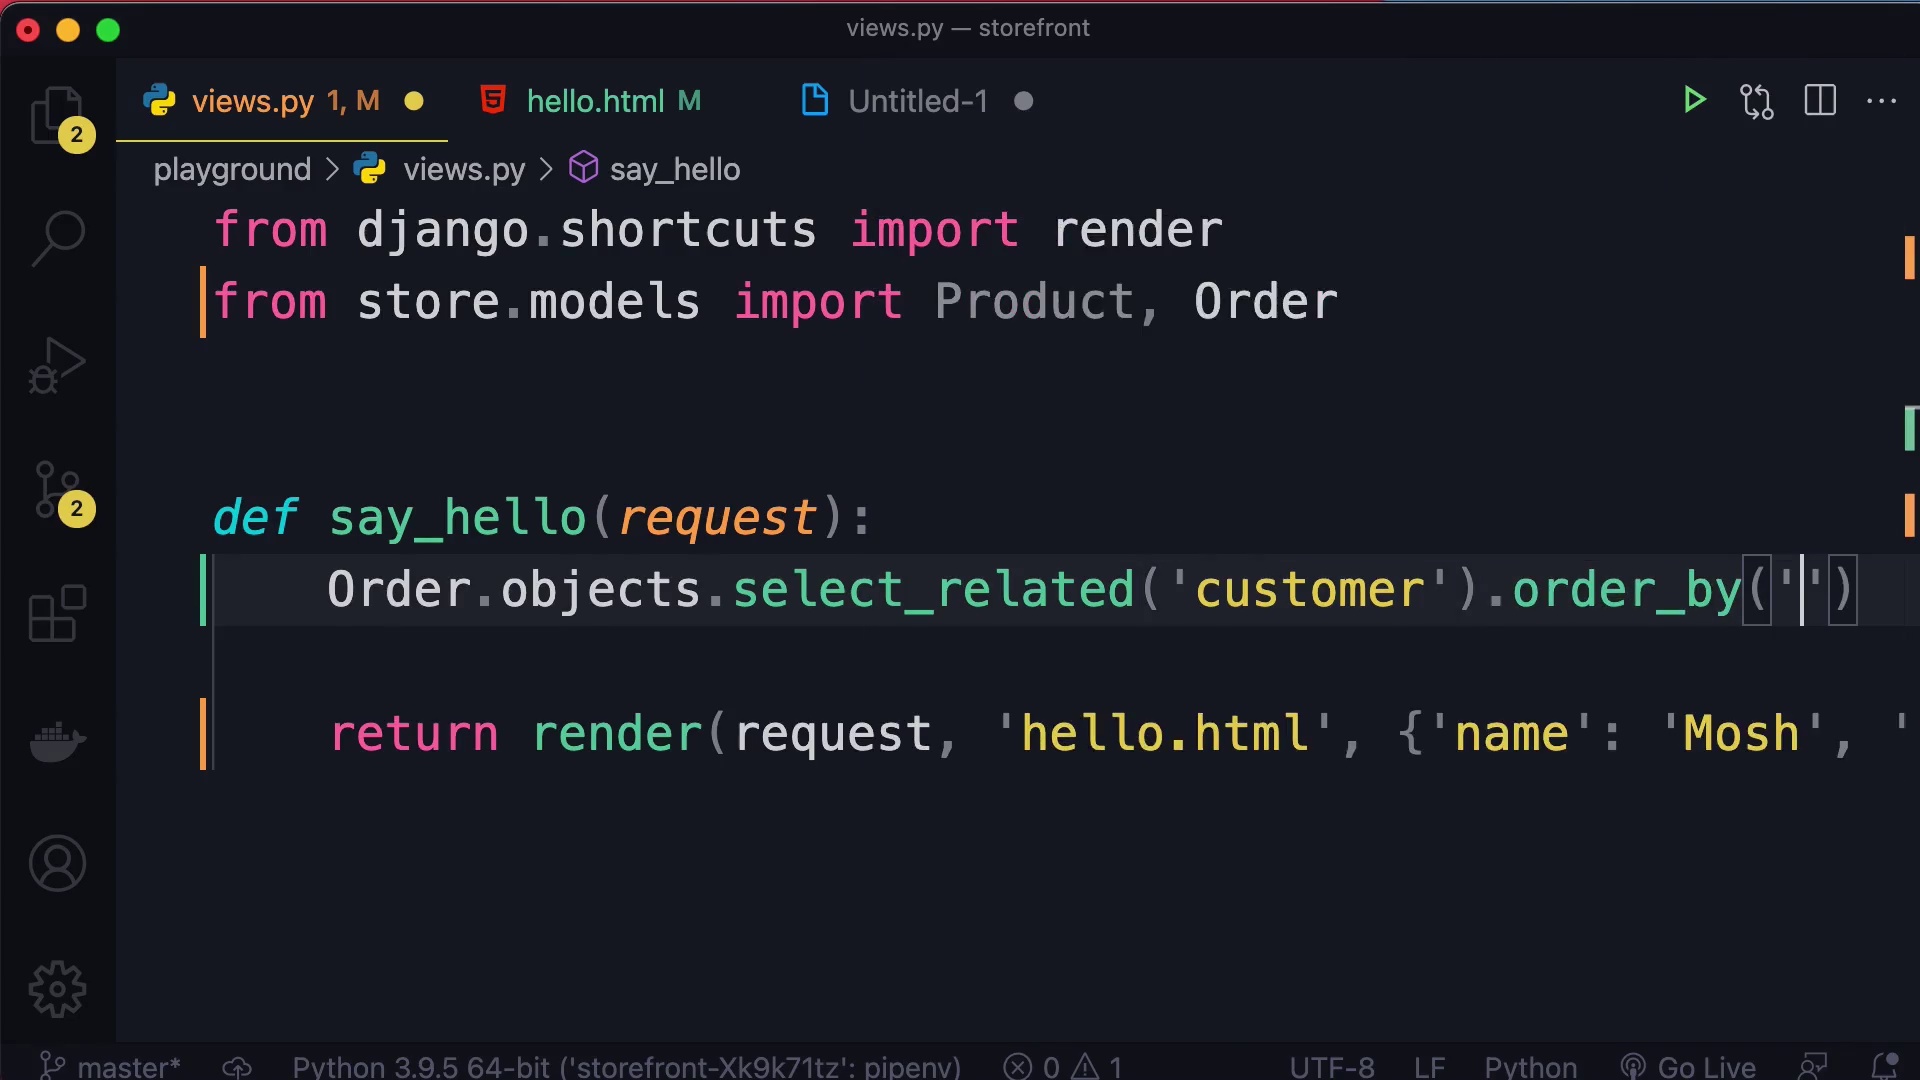 views.py — storefront
views.py 1, M
hello.html M
Untitled-1
2
playground > views.py > say_hello
from django.shortcuts import render
from store.models import Product, Order
def say_hello(request):
2
Order.objects.select_related('customer').order_by('')
return render(request, 'hello.html', {'name': 'Mosh', '
master* Python 3.9.5 64-bit ('storefront-Xk9k71tz': pipenv) 0 1 UTF-8 LF Python Go Live